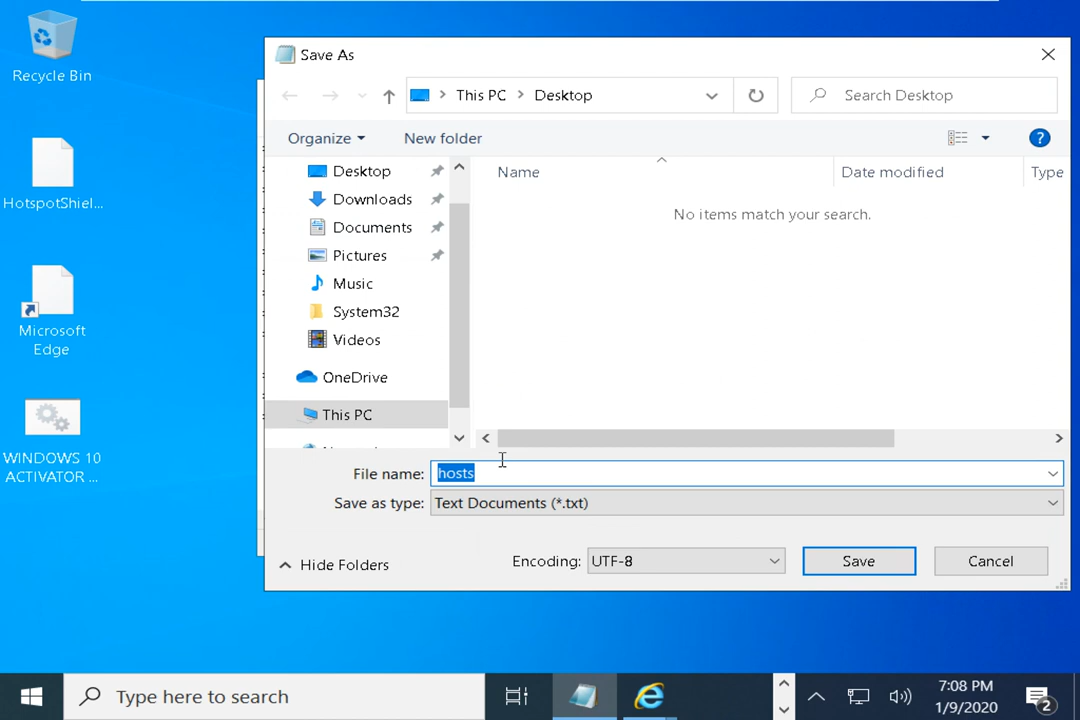 Recycle Bin
HotspotShiel...
Microsoft
Edge
WINDOWS 10
ACTIVATOR ...
Save As
This PC > Desktop
Search Desktop
Organize
New folder
?
Desktop
Downloads
Documents
Pictures
Music
System32
Videos
OneDrive
This PC
Name
Date modified
Type
No items match your search.
File name: hosts
Save as type: Text Documents (*.txt)
Hide Folders
Encoding: UTF-8
Save
Cancel
Type here to search
7:08 PM
1/9/2020
2